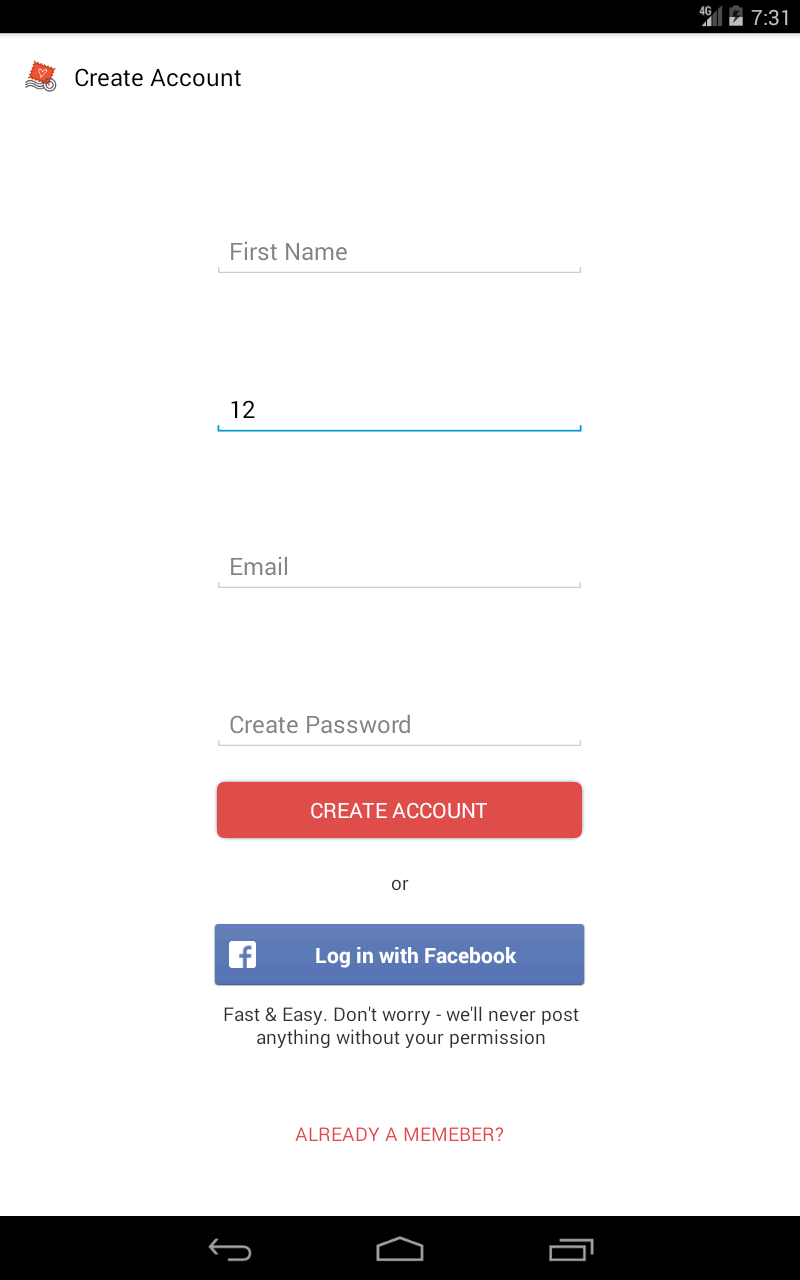 4G 7:31
Create Account
First Name
12
Email
Create Password
CREATE ACCOUNT
or
Log in with Facebook
Fast & Easy. Don't worry - we'll never post
anything without your permission
ALREADY A MEMEBER?